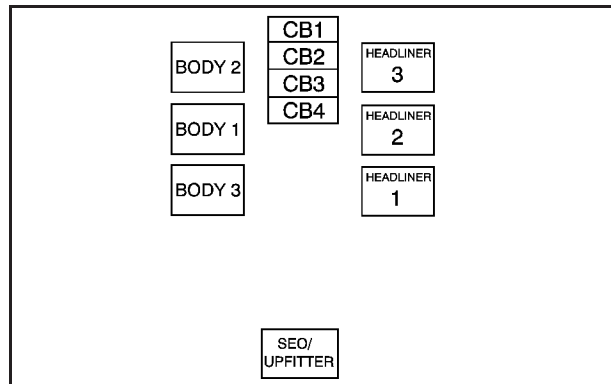 CB1
CB2
CB3
CB4
BODY 2
BODY 1
BODY 3
HEADLINER
3
HEADLINER
2
HEADLINER
1
SEO/
UPFITTER